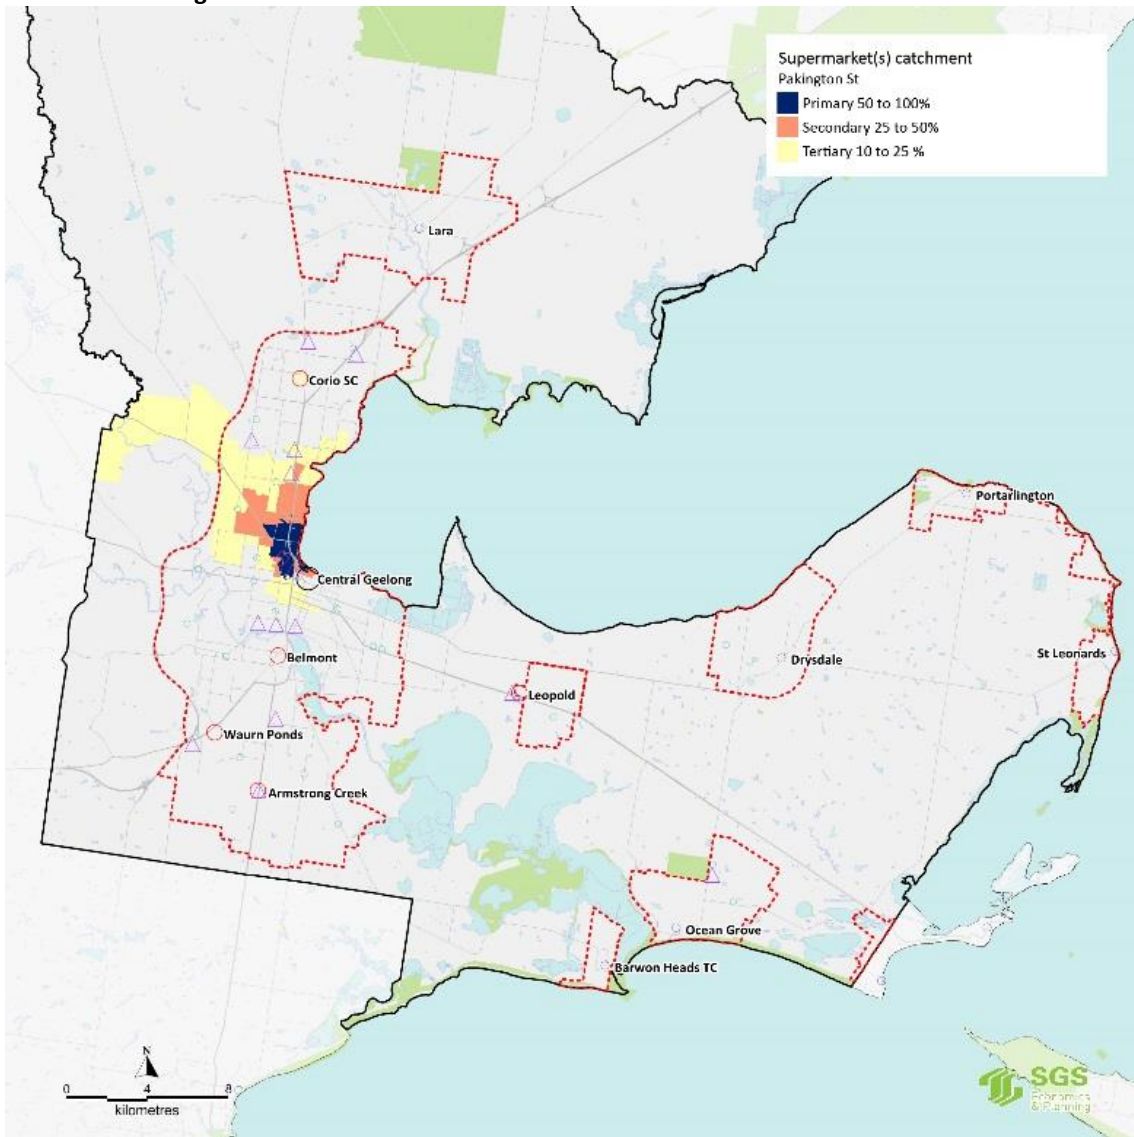 Supermarket(s) catchment
Pakington St
Primary 50 to 100%
Secondary 25 to 50%
Tertiary 10 to 25 %
Lara
Corio SC
Portarlington
Central Geelong
St Leonards
Drysdale
Belmont
Leopold
Waurn Ponds
Armstrong Creek
Ocean Grove
Barwon Heads TC
N
0 4 8
kilometres
SGS
Economics
& Planning